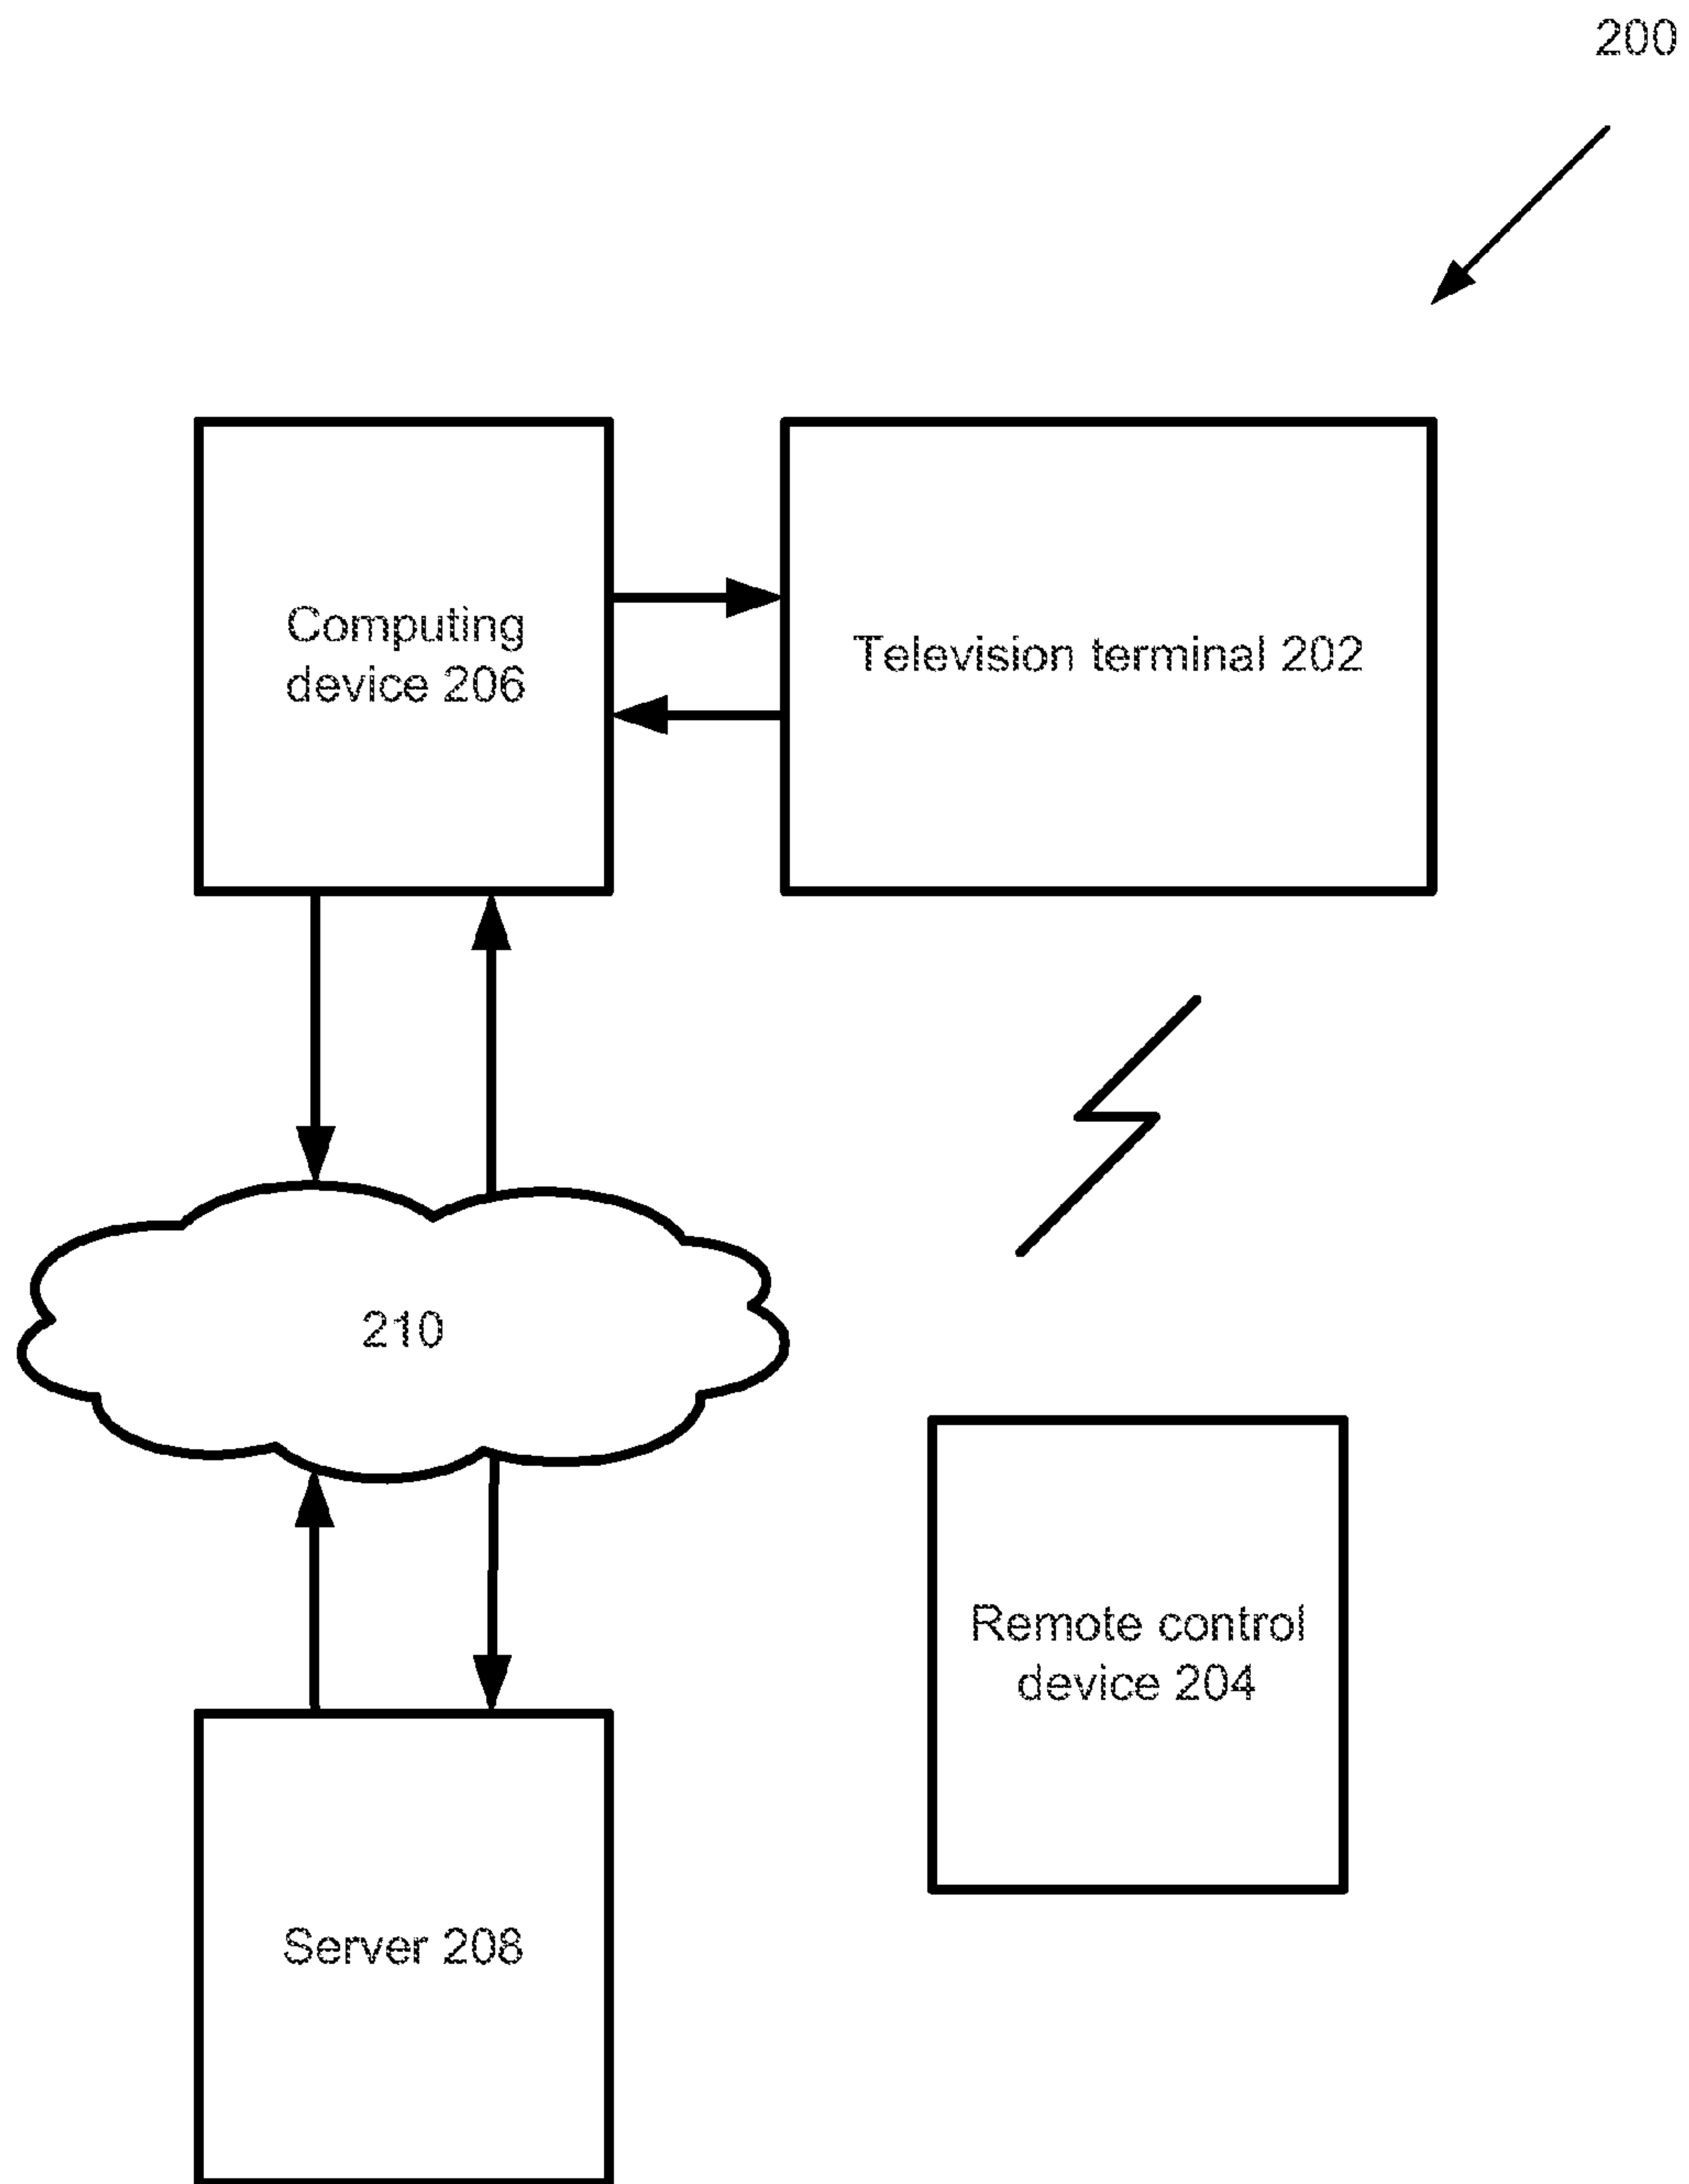 200
Computing
device 206
Television terminal 202
210
Remote control
device 204
Server 208